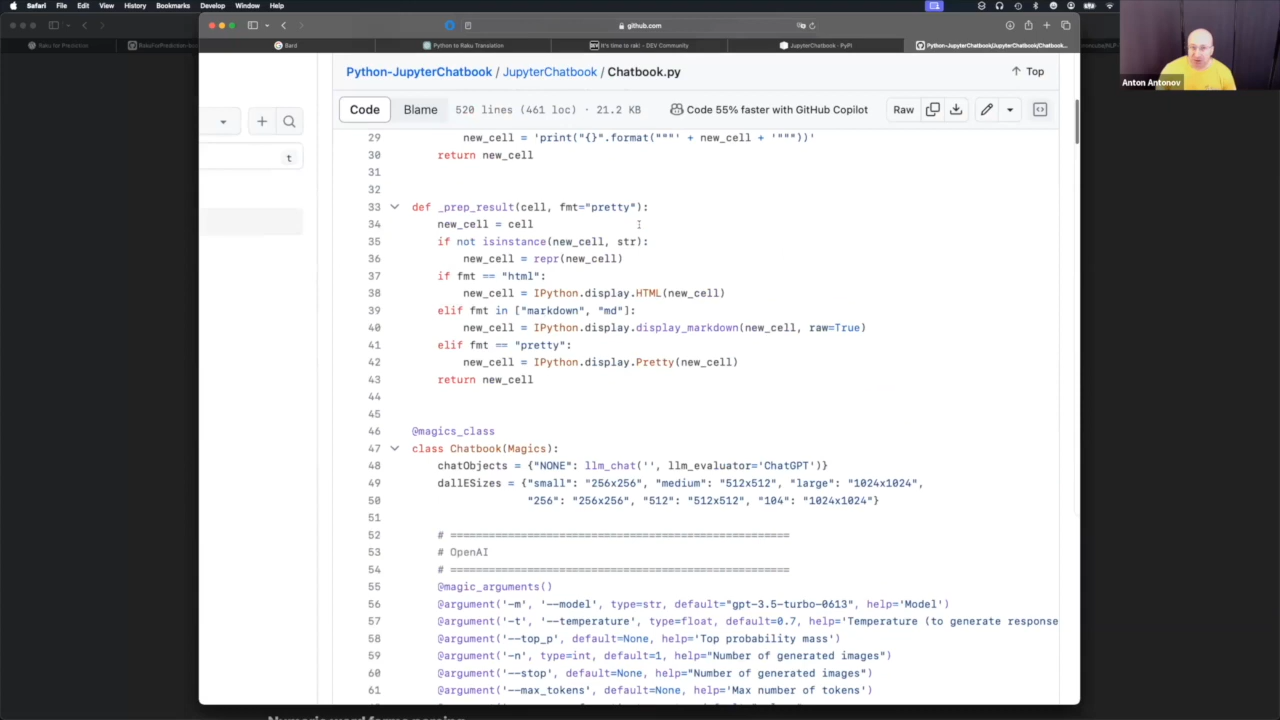 Safari File Edit View History Bookmarks Develop Window Help
github.com
Raku for Prediction
Bard
Python to Raku Translation
DEV It's time to rak! - DEV Community
JupyterChatbook · PyPI
Python-JupyterChatbook/JupyterChatbook/Chatbook...
Anton Antonov
Python-JupyterChatbook / JupyterChatbook / Chatbook.py
Top
Code Blame 520 lines (461 loc) · 21.2 KB Code 55% faster with GitHub Copilot Raw
t
29 new_cell = 'print("{}".format("""' + new_cell + '"""))'
30 return new_cell
31
32
33 def _prep_result(cell, fmt="pretty"):
34 new_cell = cell
35 if not isinstance(new_cell, str):
36 new_cell = repr(new_cell)
37 if fmt == "html":
38 new_cell = IPython.display.HTML(new_cell)
39 elif fmt in ["markdown", "md"]:
40 new_cell = IPython.display.display_markdown(new_cell, raw=True)
41 elif fmt == "pretty":
42 new_cell = IPython.display.Pretty(new_cell)
43 return new_cell
44
45
46 @magics_class
47 class Chatbook(Magics):
48 chatObjects = {"NONE": llm_chat('', llm_evaluator='ChatGPT')}
49 dallESizes = {"small": "256x256", "medium": "512x512", "large": "1024x1024",
50 "256": "256x256", "512": "512x512", "104": "1024x1024"}
51
52 # =====================================================
53 # OpenAI
54 # =====================================================
55 @magic_arguments()
56 @argument('-m', '--model', type=str, default="gpt-3.5-turbo-0613", help='Model')
57 @argument('-t', '--temperature', type=float, default=0.7, help='Temperature (to generate response
58 @argument('--top_p', default=None, help='Top probability mass')
59 @argument('-n', type=int, default=1, help="Number of generated images")
60 @argument('--stop', default=None, help="Number of generated images")
61 @argument('--max_tokens', default=None, help='Max number of tokens')